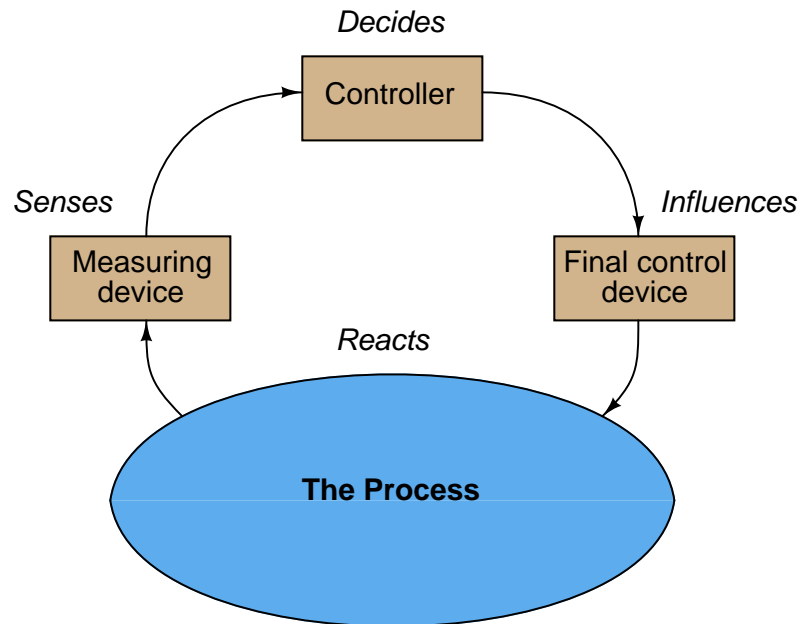 Decides
Controller
Senses
Influences
Measuring
device
Final control
device
Reacts
The Process